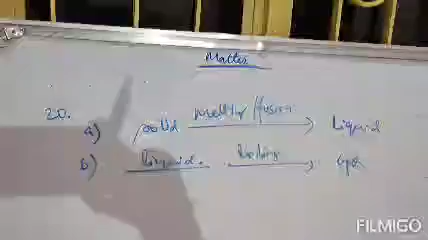 Matter
20.
a) solid melting/fusion Liquid
b) Liquid. boiling gas
FILMIGO